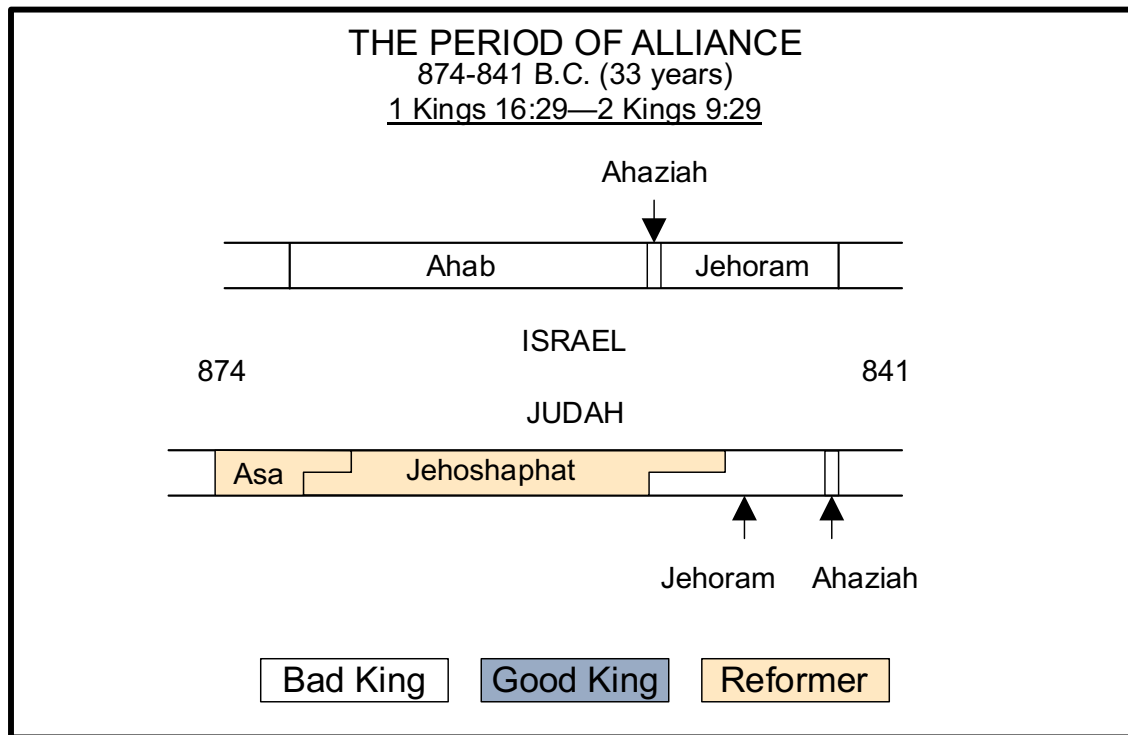 THE PERIOD OF ALLIANCE
874-841 B.C. (33 years)
1 Kings 16:29—2 Kings 9:29
Ahaziah
Ahab
Jehoram
ISRAEL
874
841
JUDAH
Asa
Jehoshaphat
Jehoram
Ahaziah
Bad King
Good King
Reformer